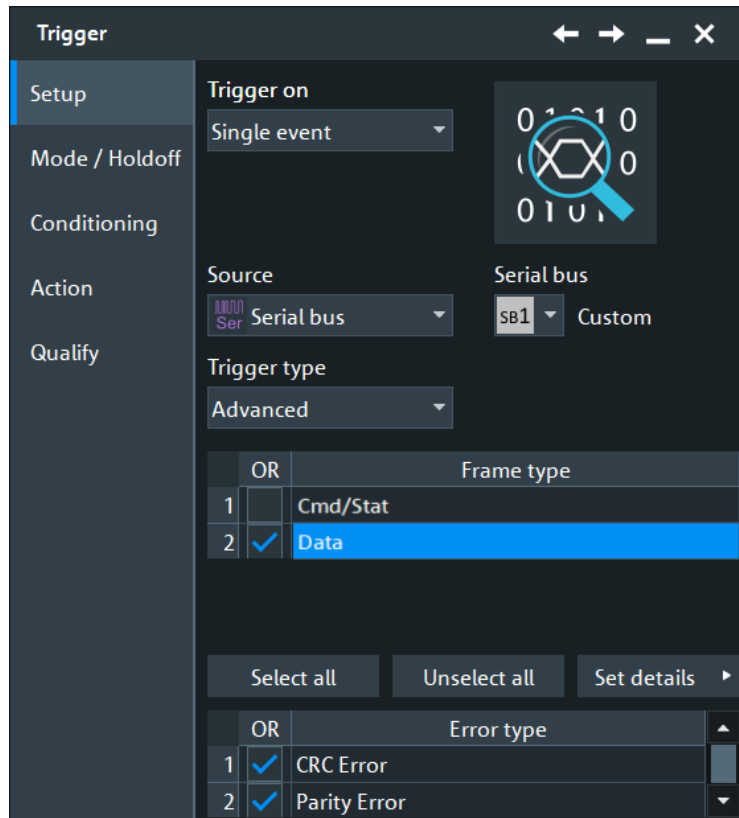 Trigger
Setup
Mode / Holdoff
Conditioning
Action
Qualify
Trigger on
Single event
Source
Serial bus
Ser Serial bus
SB1 Custom
Trigger type
Advanced
OR Frame type
1 Cmd/Stat
2 Data
Select all Unselect all Set details
OR Error type
1 CRC Error
2 Parity Error